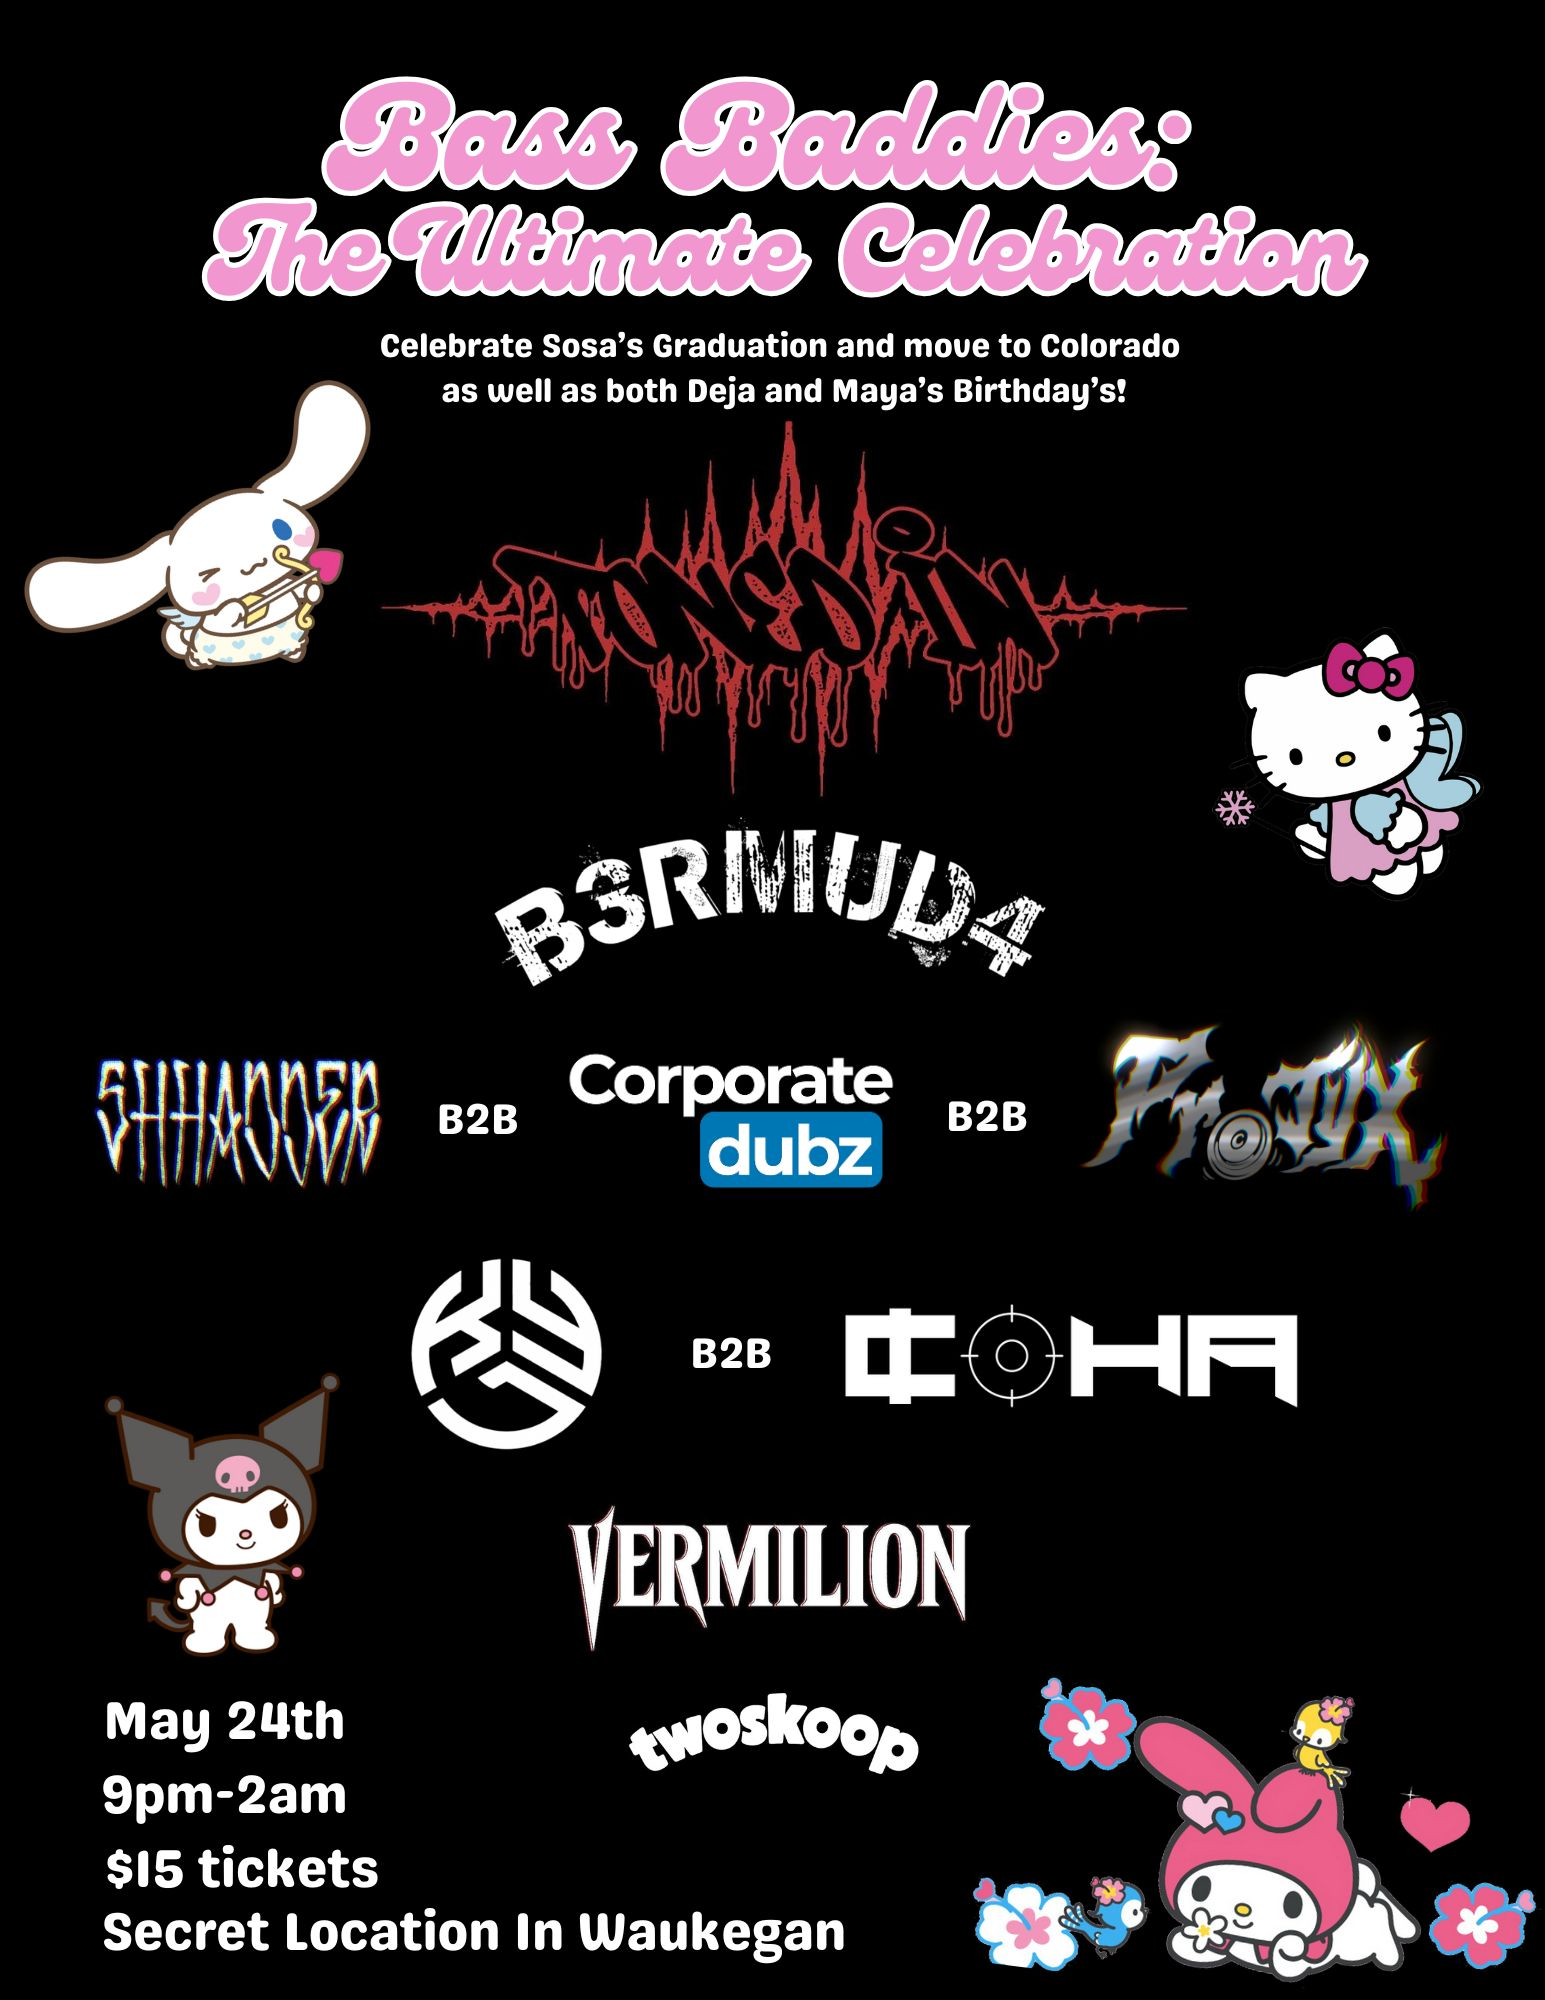 Bass Baddies:
The Ultimate Celebration
Celebrate Sosa's Graduation and move to Colorado
as well as both Deja and Maya's Birthday's!
B3RMUD4
SHHADDER B2B Corporate dubz B2B
B2B
VERMILION
twoskoop
May 24th
9pm-2am
$15 tickets
Secret Location In Waukegan